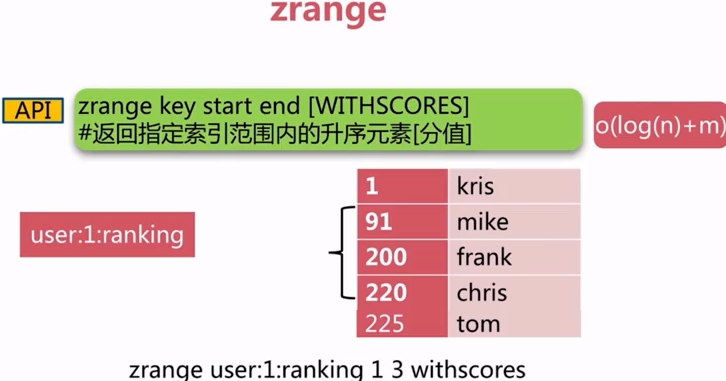 zrange
API
zrange key start end [WITHSCORES]
#返回指定索引范围内的升序元素[分值]
o(log(n)+m)
user:1:ranking
1 kris
91 mike
200 frank
220 chris
225 tom
zrange user:1:ranking 1 3 withscores